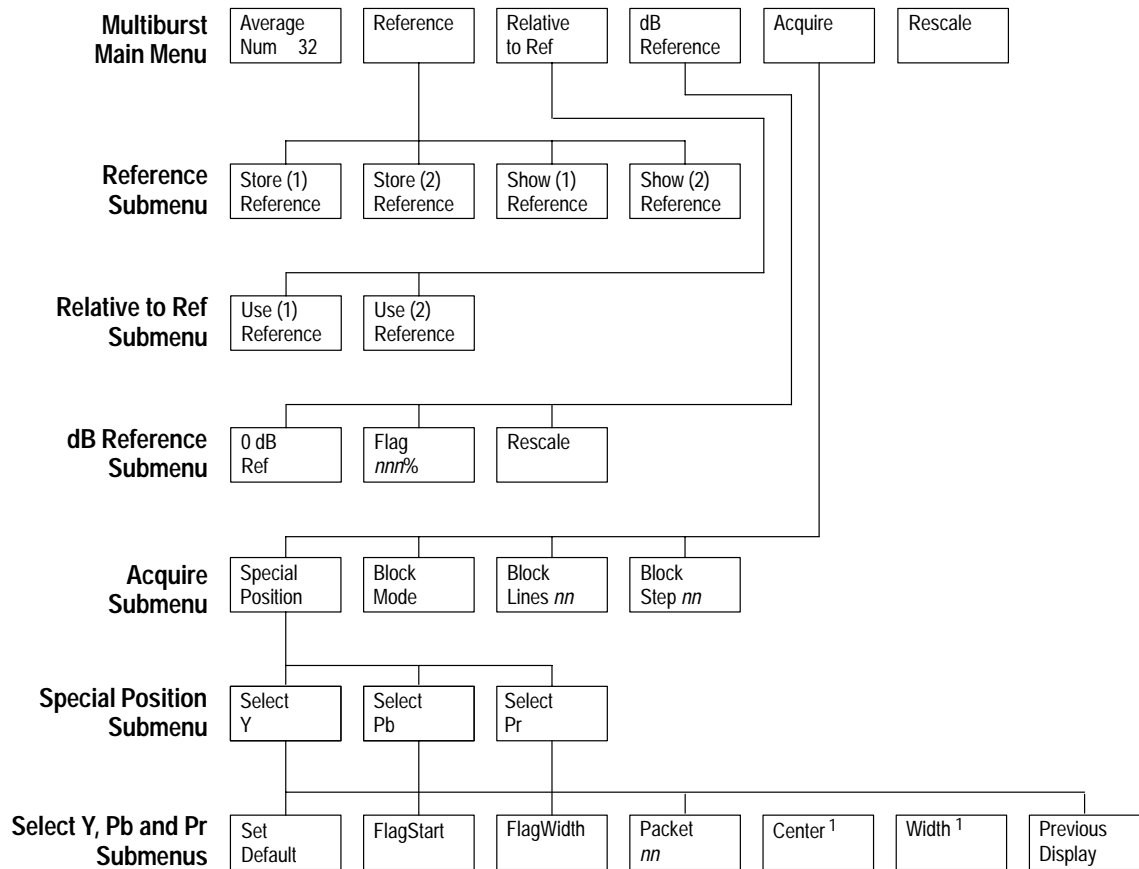 Multiburst
Main Menu
Average
Num 32
Reference
Relative
to Ref
dB
Reference
Acquire
Rescale
Reference
Submenu
Store (1)
Reference
Store (2)
Reference
Show (1)
Reference
Show (2)
Reference
Relative to Ref
Submenu
Use (1)
Reference
Use (2)
Reference
dB Reference
Submenu
0 dB
Ref
Flag
nnn%
Rescale
Acquire
Submenu
Special
Position
Block
Mode
Block
Lines nn
Block
Step nn
Special Position
Submenu
Select
Y
Select
Pb
Select
Pr
Select Y, Pb and Pr
Submenus
Set
Default
FlagStart
FlagWidth
Packet
nn
Center 1
Width 1
Previous
Display